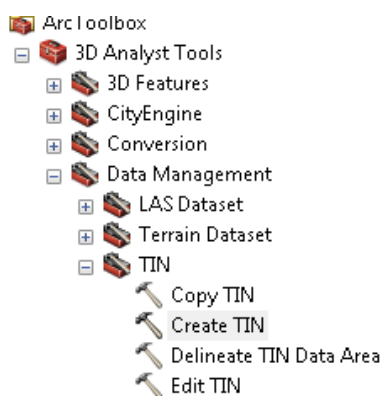 ArcToolbox
3D Analyst Tools
3D Features
CityEngine
Conversion
Data Management
LAS Dataset
Terrain Dataset
TIN
Copy TIN
Create TIN
Delineate TIN Data Area
Edit TIN